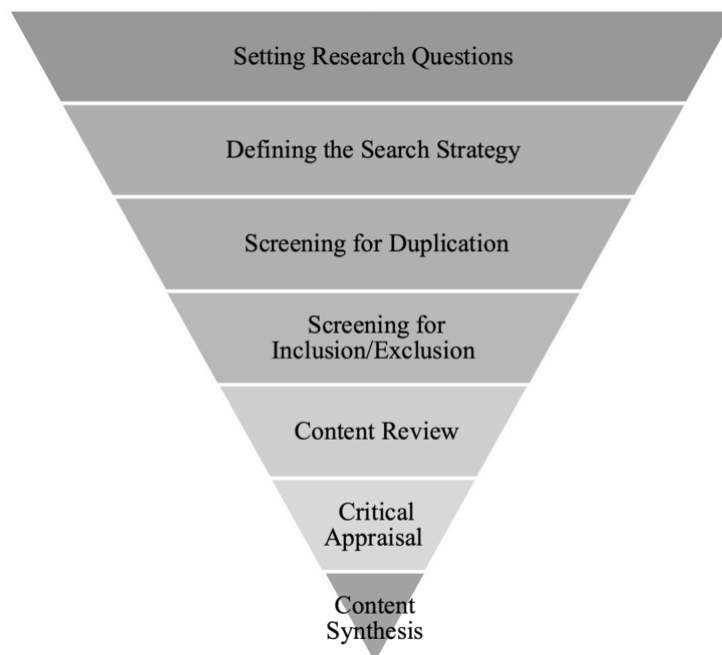 Setting Research Questions
Defining the Search Strategy
Screening for Duplication
Screening for
Inclusion/Exclusion
Content Review
Critical
Appraisal
Content
Synthesis